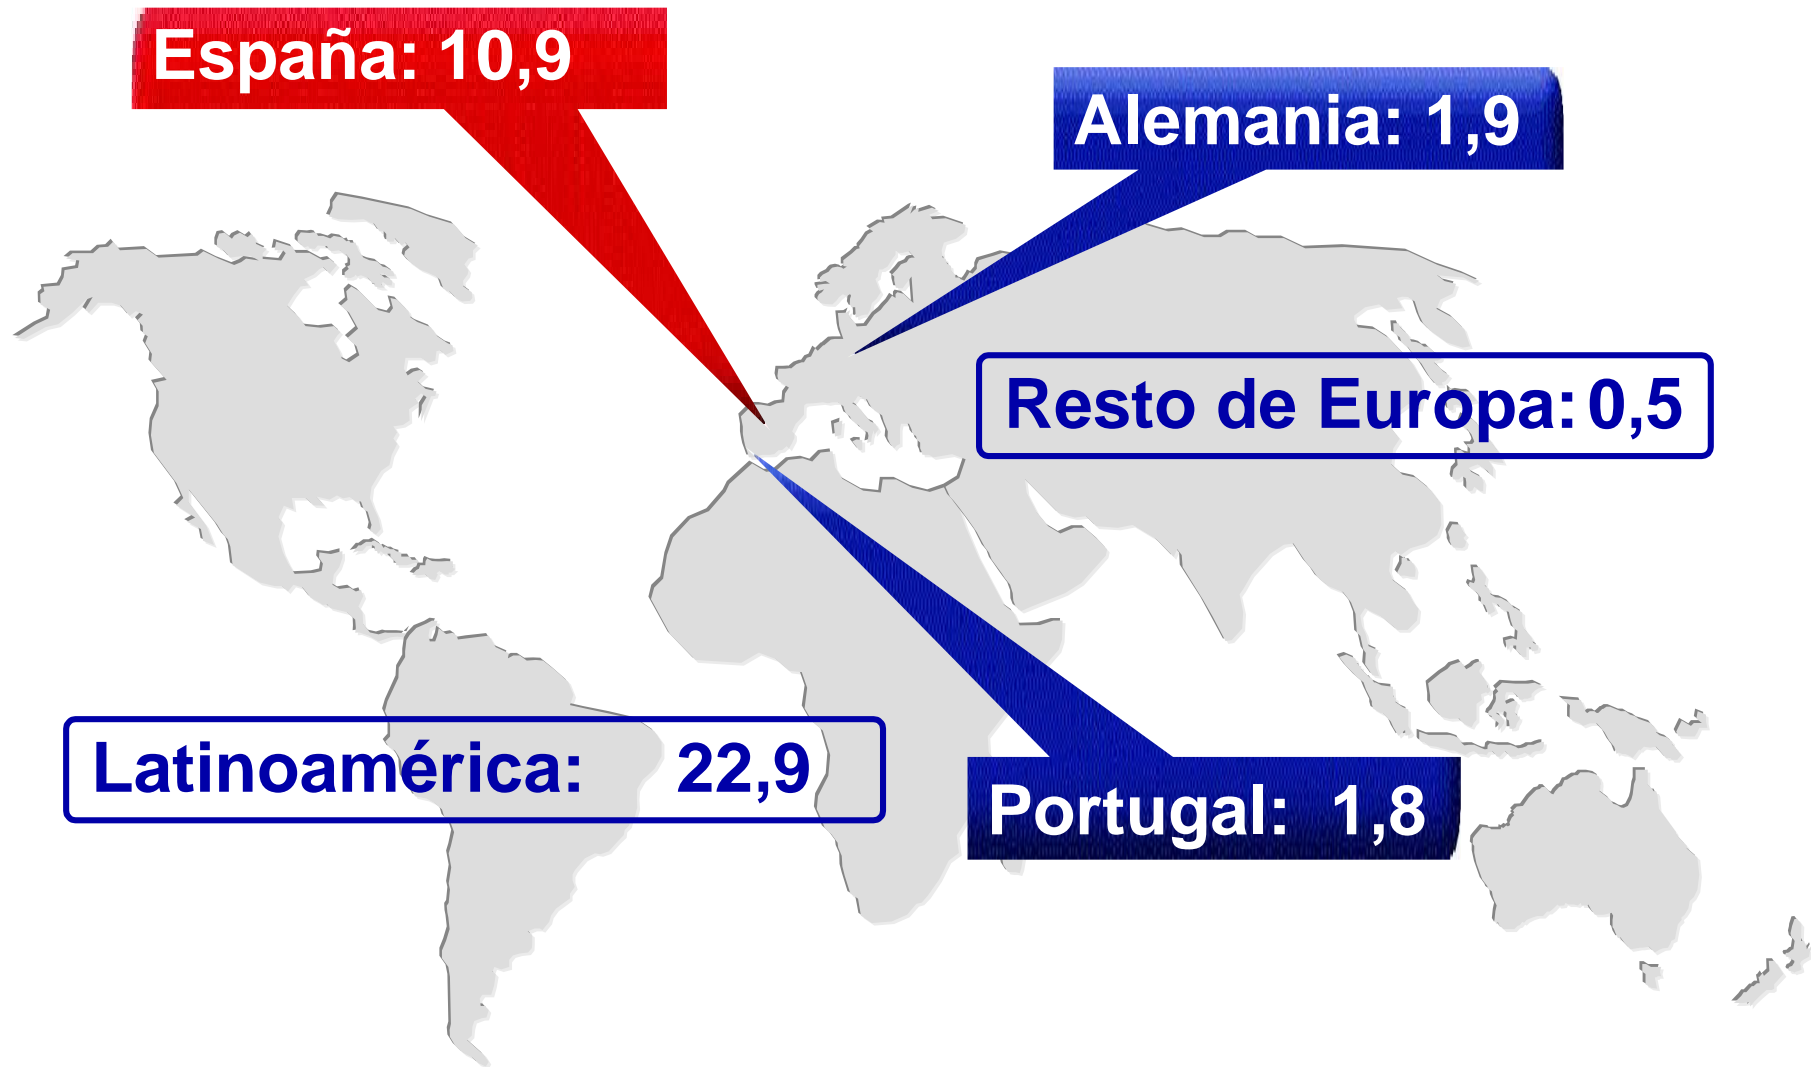 España: 10,9
Alemania: 1,9
Resto de Europa: 0,5
Latinoamérica: 22,9
Portugal: 1,8